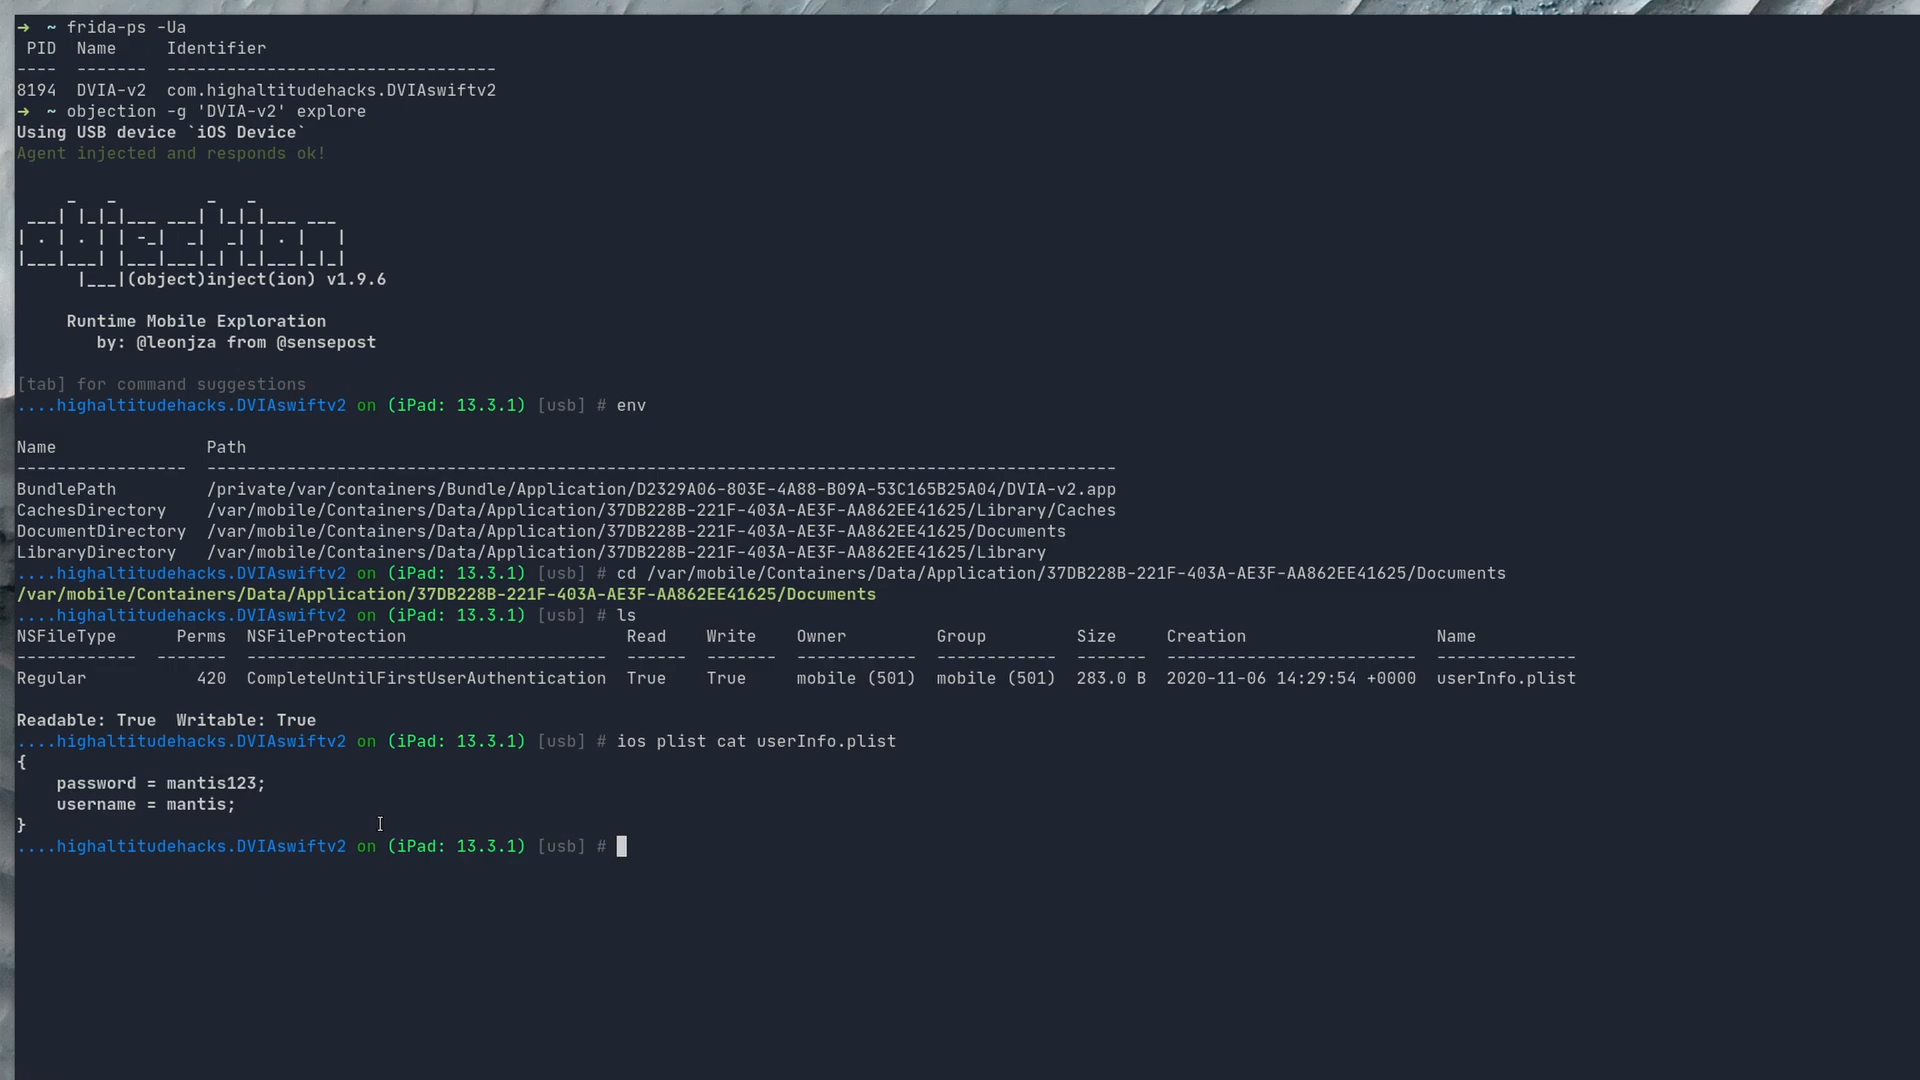 ➜  ~ frida-ps -Ua
 PID  Name     Identifier
----  -------  ---------------------------------
8194  DVIA-v2  com.highaltitudehacks.DVIAswiftv2
➜  ~ objection -g 'DVIA-v2' explore
Using USB device `iOS Device`
Agent injected and responds ok!
     _   _         _   _
 ___| |_|_|___ ___| |_|_|___ ___
| . | . | | -_|  _|  _| | . |   |
|___|___| |___|___|_| |_|___|_|_|
      |___|(object)inject(ion) v1.9.6
     Runtime Mobile Exploration
        by: @leonjza from @sensepost
[tab] for command suggestions
....highaltitudehacks.DVIAswiftv2 on (iPad: 13.3.1) [usb] # env
Name               Path
-----------------  -------------------------------------------------------------------------------------------
BundlePath         /private/var/containers/Bundle/Application/D2329A06-803E-4A88-B09A-53C165B25A04/DVIA-v2.app
CachesDirectory    /var/mobile/Containers/Data/Application/37DB228B-221F-403A-AE3F-AA862EE41625/Library/Caches
DocumentDirectory  /var/mobile/Containers/Data/Application/37DB228B-221F-403A-AE3F-AA862EE41625/Documents
LibraryDirectory   /var/mobile/Containers/Data/Application/37DB228B-221F-403A-AE3F-AA862EE41625/Library
....highaltitudehacks.DVIAswiftv2 on (iPad: 13.3.1) [usb] # cd /var/mobile/Containers/Data/Application/37DB228B-221F-403A-AE3F-AA862EE41625/Documents
/var/mobile/Containers/Data/Application/37DB228B-221F-403A-AE3F-AA862EE41625/Documents
....highaltitudehacks.DVIAswiftv2 on (iPad: 13.3.1) [usb] # ls
NSFileType      Perms  NSFileProtection                      Read    Write    Owner         Group         Size     Creation                   Name
------------  -------  ------------------------------------  ------  -------  ------------  ------------  -------  -------------------------  --------------
Regular           420  CompleteUntilFirstUserAuthentication  True    True     mobile (501)  mobile (501)  283.0 B  2020-11-06 14:29:54 +0000  userInfo.plist
Readable: True  Writable: True
....highaltitudehacks.DVIAswiftv2 on (iPad: 13.3.1) [usb] # ios plist cat userInfo.plist
{
    password = mantis123;
    username = mantis;
}
....highaltitudehacks.DVIAswiftv2 on (iPad: 13.3.1) [usb] #